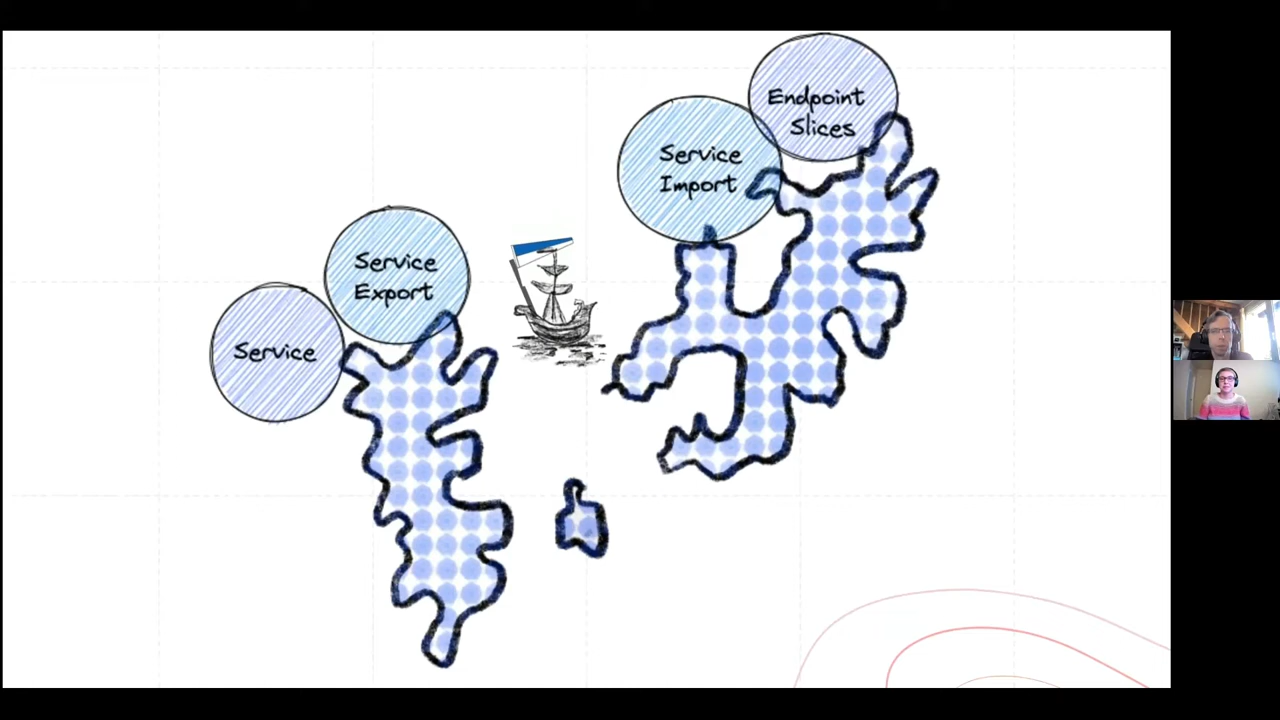 Service
Service
Export
Service
Import
Endpoint
Slices